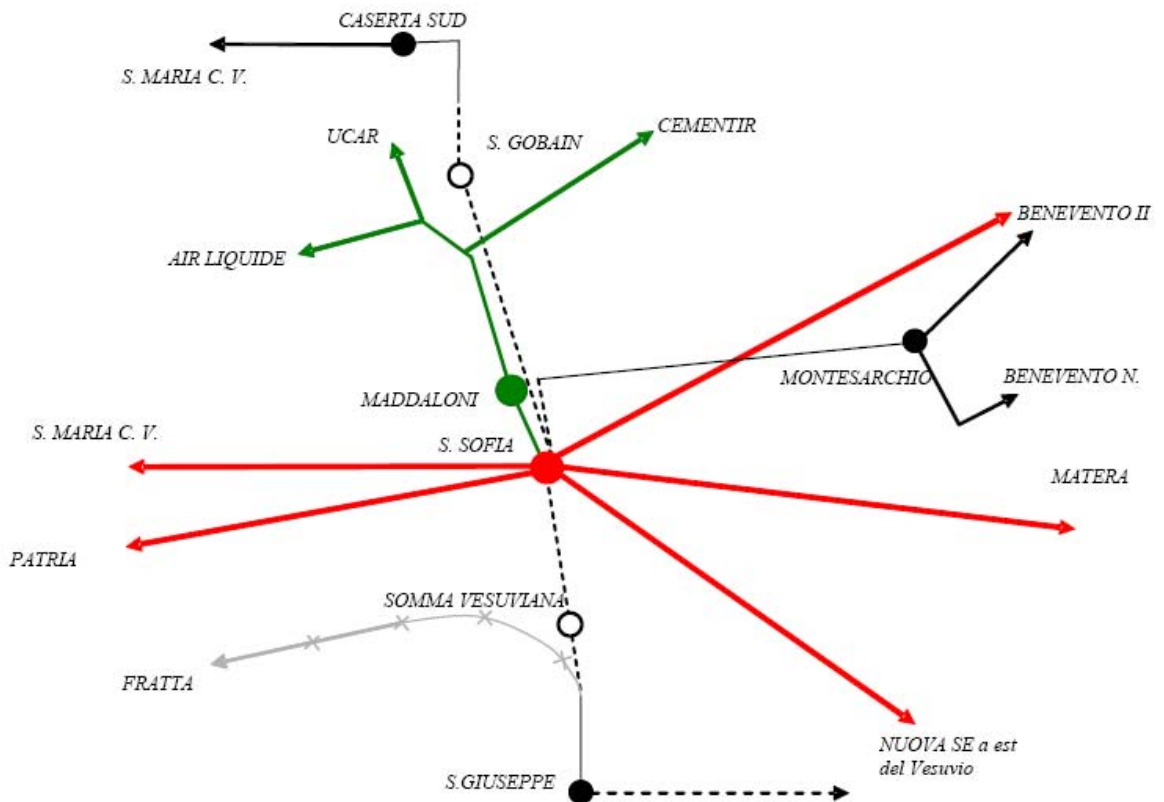 CASERTA SUD
S. MARIA C. V.
UCAR
S. GOBAIN
CEMENTIR
AIR LIQUIDE
BENEVENTO II
MONTESARCHIO
BENEVENTO N.
MADDALONI
S. MARIA C. V.
S. SOFIA
MATERA
PATRIA
SOMMA VESUVIANA
FRATTA
NUOVA SE a est
del Vesuvio
S.GIUSEPPE